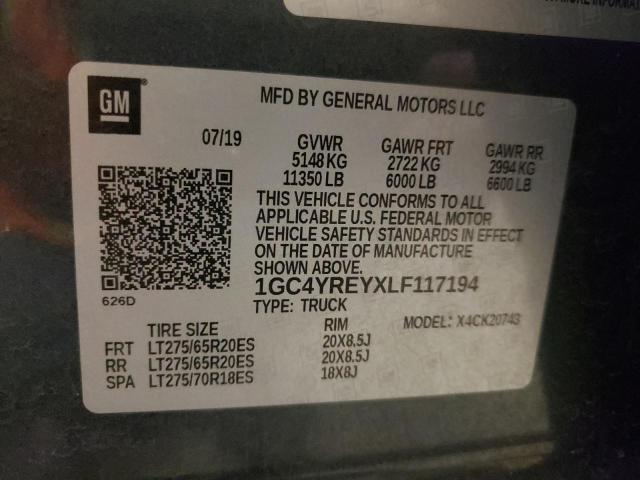 GM
MFD BY GENERAL MOTORS LLC
07/19 GVWR GAWR FRT GAWR RR
5148 KG 2722 KG 2994 KG
11350 LB 6000 LB 6600 LB
THIS VEHICLE CONFORMS TO ALL
APPLICABLE U.S. FEDERAL MOTOR
VEHICLE SAFETY STANDARDS IN EFFECT
ON THE DATE OF MANUFACTURE
SHOWN ABOVE.
1GC4YREYXLF117194
626D
TYPE: TRUCK
MODEL: X4CK20743
TIRE SIZE RIM
FRT LT275/65R20ES 20X8.5J
RR LT275/65R20ES 20X8.5J
SPA LT275/70R18ES 18X8J